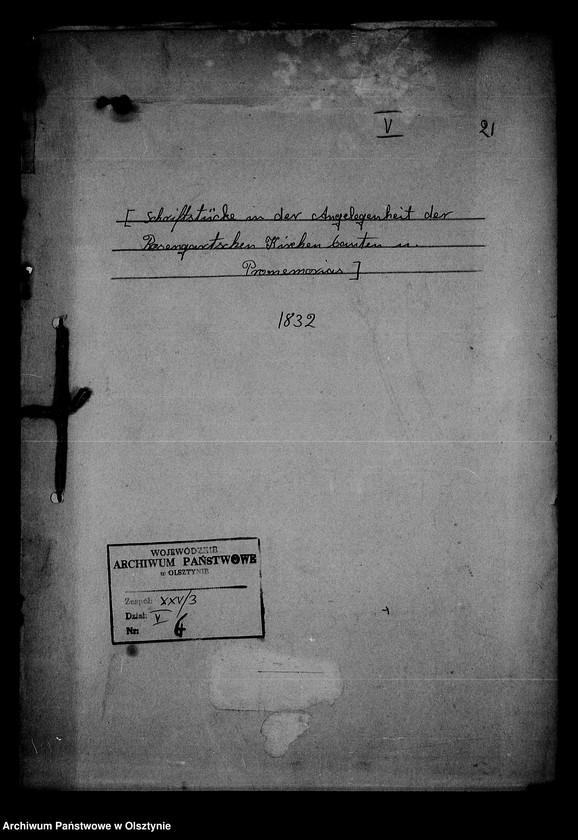 V 21
[ Schriftstücke in der Angelegenheit der
Rosengartschen Kirchen bauten u.
Promemorias ]
1832
WOJEWÓDZKIE
ARCHIWUM PAŃSTWOWE
w OLSZTYNIE
Zespół: XXV/3
Dział: V
Nr:
Archiwum Państwowe w Olsztynie